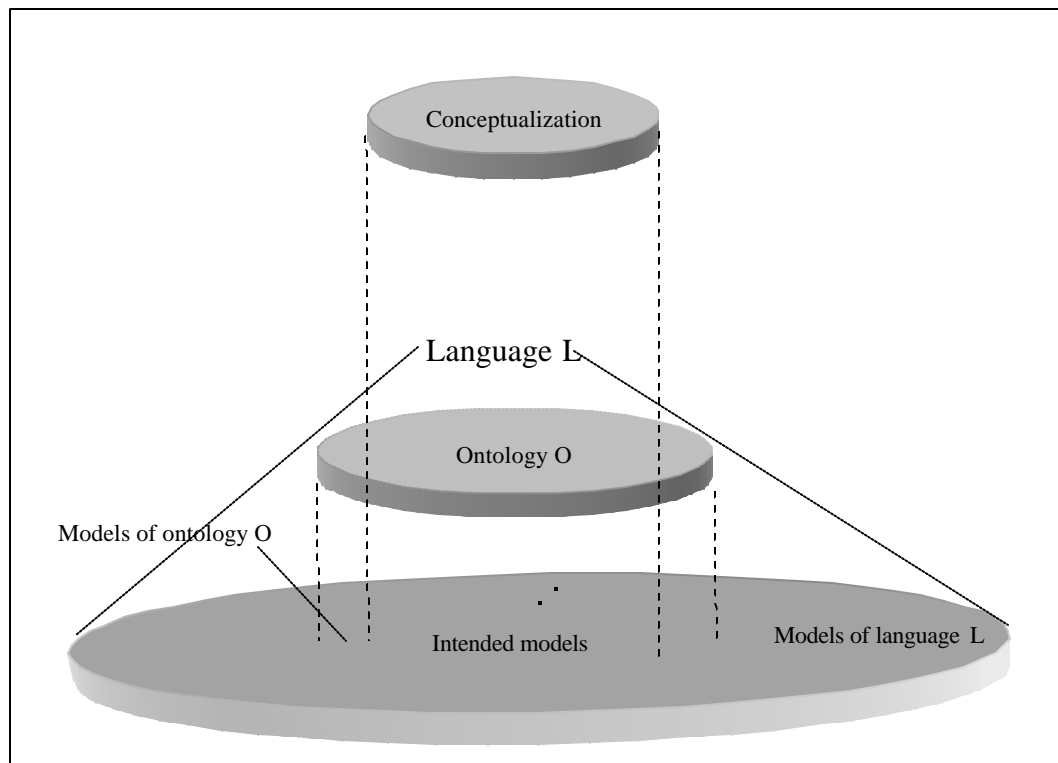 Conceptualization
Language L
Ontology O
Models of ontology O
Intended models
Models of language L